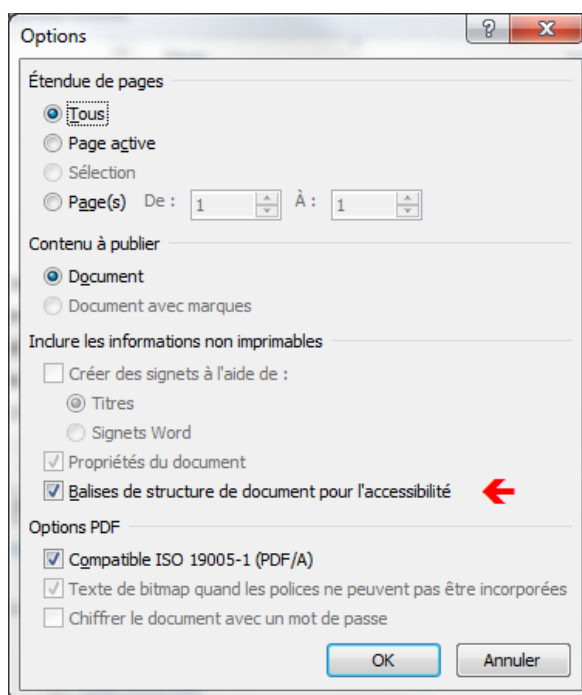 Options
Étendue de pages
Tous
Page active
Sélection
Page(s) De : 1 À : 1
Contenu à publier
Document
Document avec marques
Inclure les informations non imprimables
Créer des signets à l'aide de :
Titres
Signets Word
Propriétés du document
Balises de structure de document pour l'accessibilité
Options PDF
Compatible ISO 19005-1 (PDF/A)
Texte de bitmap quand les polices ne peuvent pas être incorporées
Chiffrer le document avec un mot de passe
OK Annuler